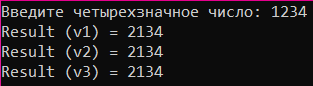 Введите четырехзначное число: 1234
Result (v1) = 2134
Result (v2) = 2134
Result (v3) = 2134